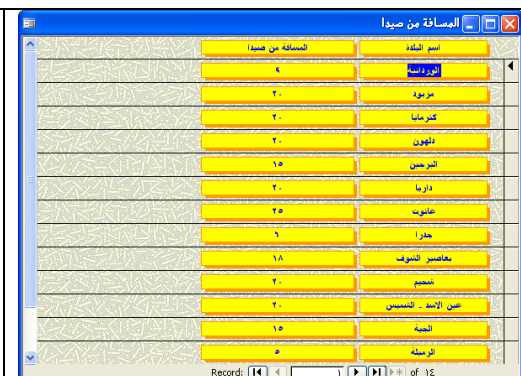 المسافة من صيدا
اسم البلدة المسافة من صيدا
الوردانية ٩
مزبود ٢٠
كترمايا ٢٠
دلهون ٢٠
البرجين ١٥
داريا ٢٠
عانوت ٢٥
جدرا ٦
بعاصير الشوف ١٨
شحيم ٢٠
عين الاسد - الشميس ٢٠
الجية ١٥
الرميلة ٥
Record: ١ of ١٤